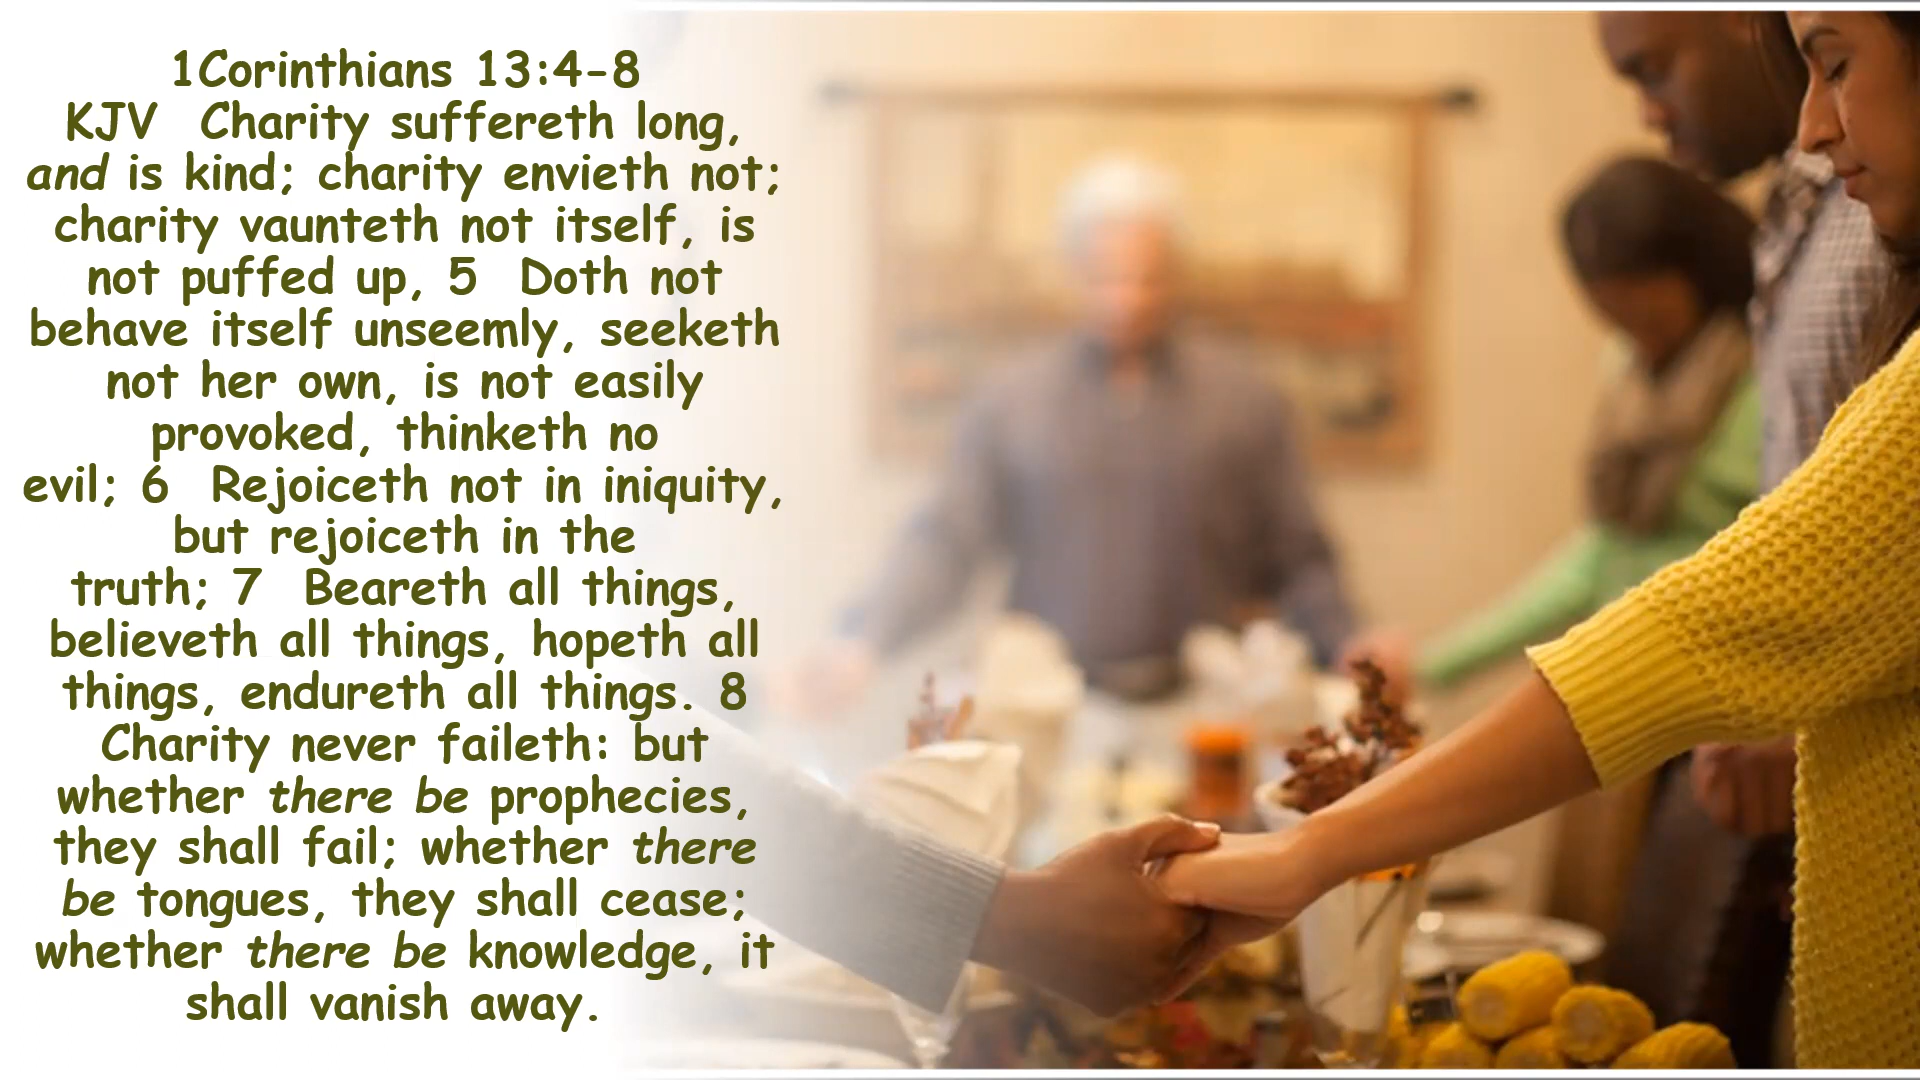 1Corinthians 13:4-8
KJV Charity suffereth long,
and is kind; charity envieth not;
charity vaunteth not itself, is
not puffed up, 5 Doth not
behave itself unseemly, seeketh
not her own, is not easily
provoked, thinketh no
evil; 6 Rejoiceth not in iniquity,
but rejoiceth in the
truth; 7 Beareth all things,
believeth all things, hopeth all
things, endureth all things. 8
Charity never faileth: but
whether there be prophecies,
they shall fail; whether there
be tongues, they shall cease;
whether there be knowledge, it
shall vanish away.